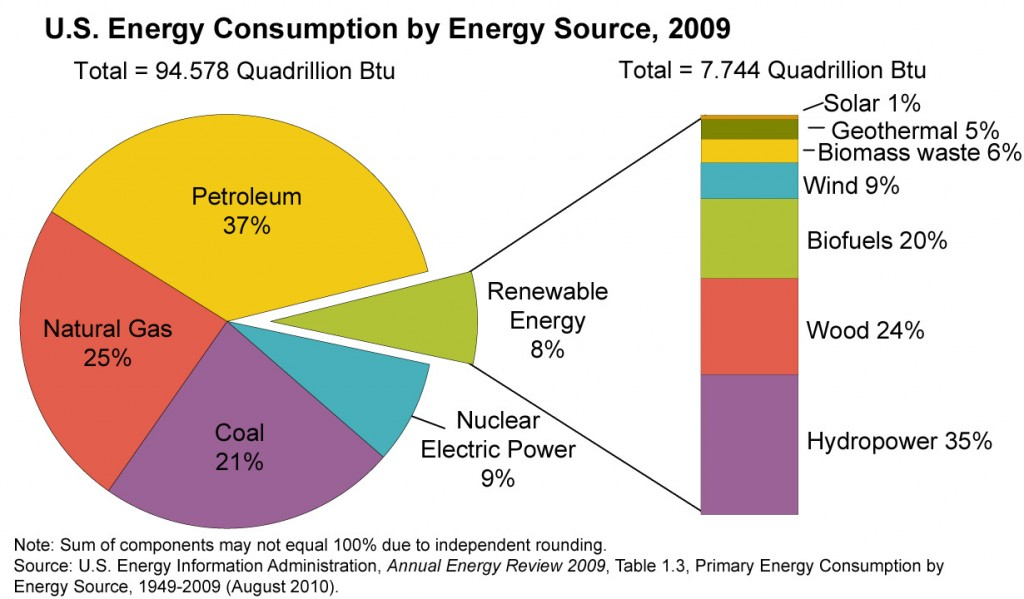 U.S. Energy Consumption by Energy Source, 2009
Total = 94.578 Quadrillion Btu
Total = 7.744 Quadrillion Btu
Petroleum
37%
Natural Gas
25%
Coal
21%
Nuclear
Electric Power
9%
Renewable
Energy
8%
Solar 1%
Geothermal 5%
Biomass waste 6%
Wind 9%
Biofuels 20%
Wood 24%
Hydropower 35%
Note: Sum of components may not equal 100% due to independent rounding.
Source: U.S. Energy Information Administration, Annual Energy Review 2009, Table 1.3, Primary Energy Consumption by
Energy Source, 1949-2009 (August 2010).